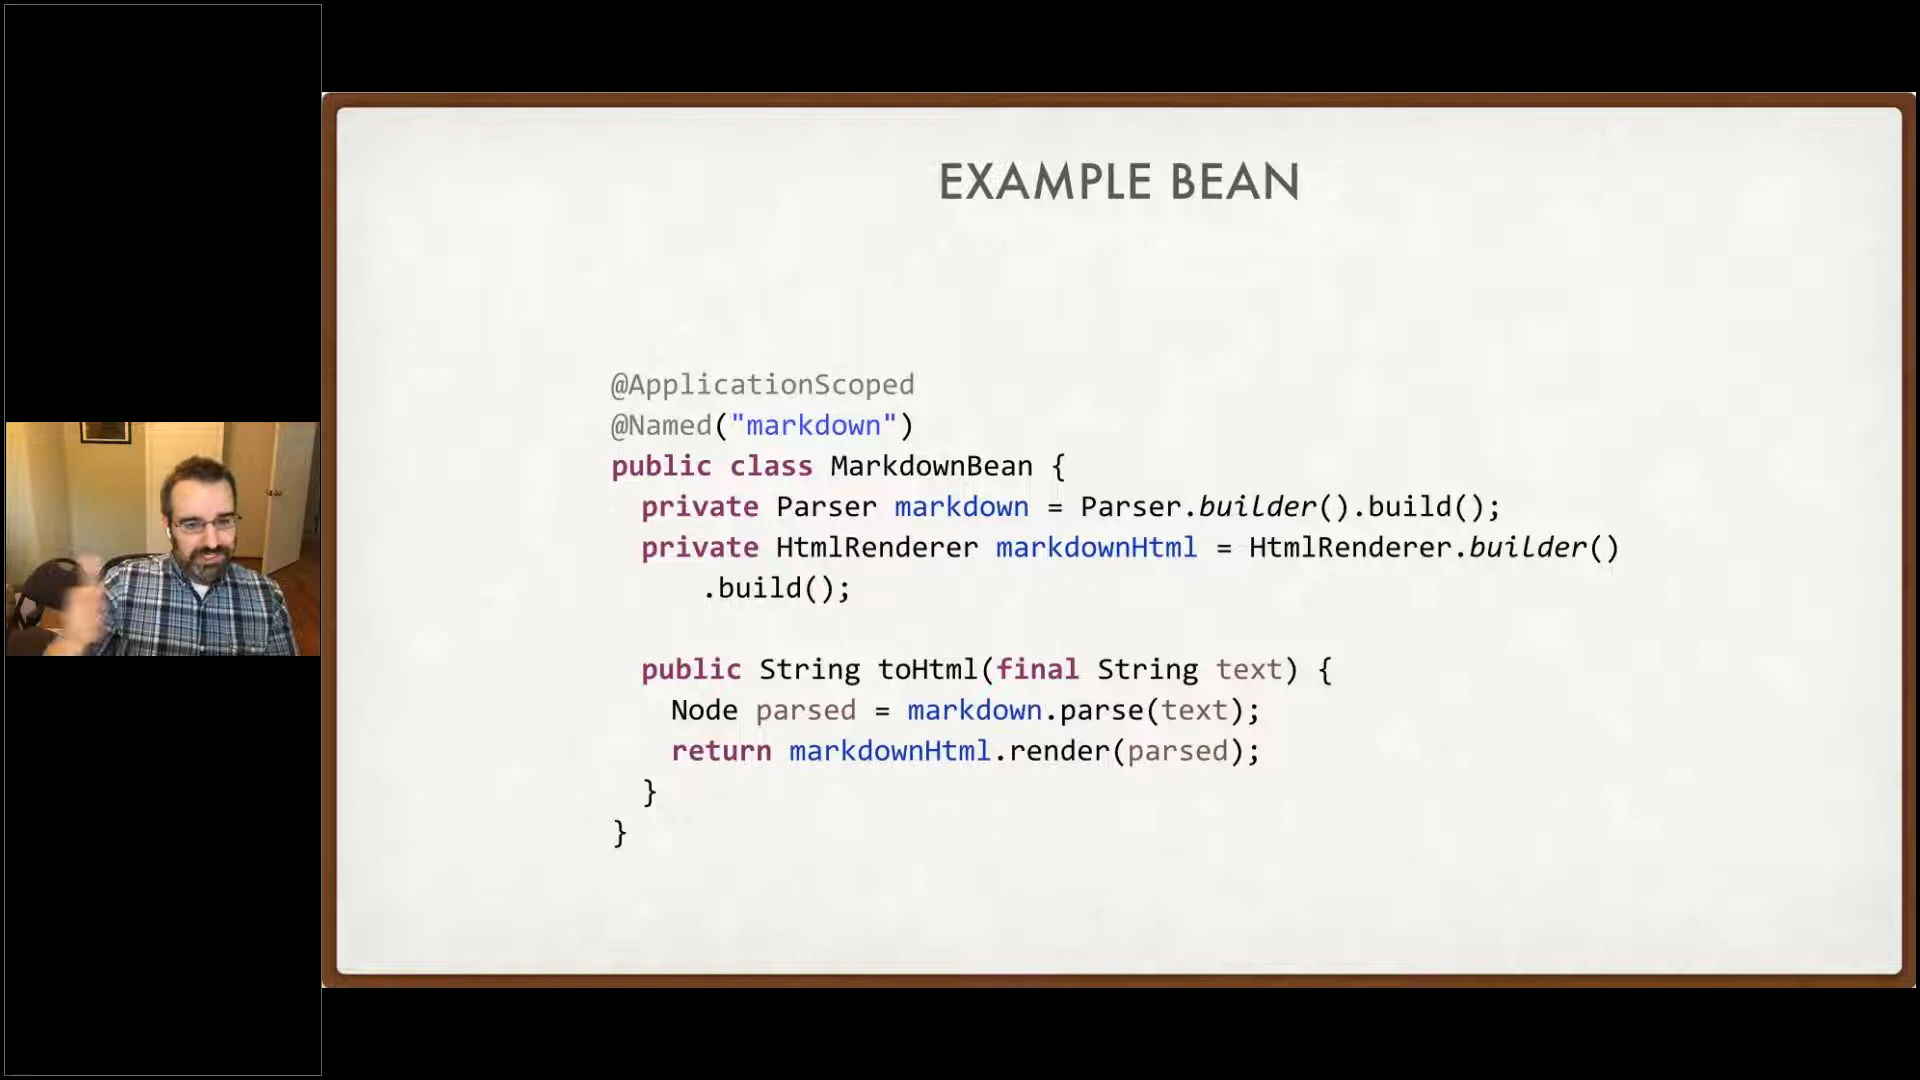 EXAMPLE BEAN
@ApplicationScoped
@Named("markdown")
public class MarkdownBean {
private Parser markdown = Parser.builder().build();
private HtmlRenderer markdownHtml = HtmlRenderer.builder()
.build();
public String toHtml(final String text) {
Node parsed = markdown.parse(text);
return markdownHtml.render(parsed);
}
}